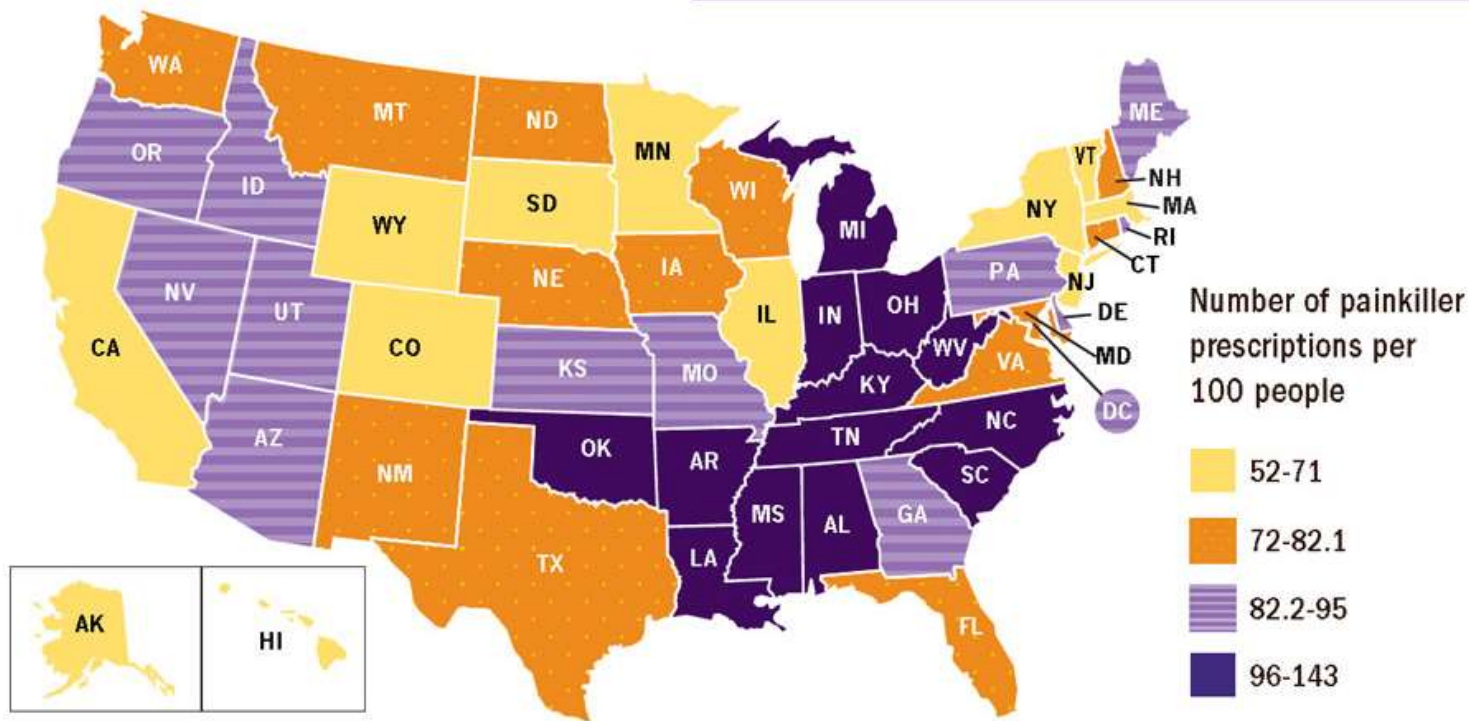 WA
MT
ND
MN
ME
OR
ID
WI
VT
NH
SD
NY
MA
WY
MI
RI
CT
NE
IA
PA
NV
NJ
UT
IL
IN
OH
DE
CA
CO
WV
MD
KS
MO
VA
KY
DC
AZ
NM
OK
AR
TN
NC
SC
MS
AL
GA
LA
TX
FL
AK
HI
Number of painkiller
prescriptions per
100 people
52-71
72-82.1
82.2-95
96-143